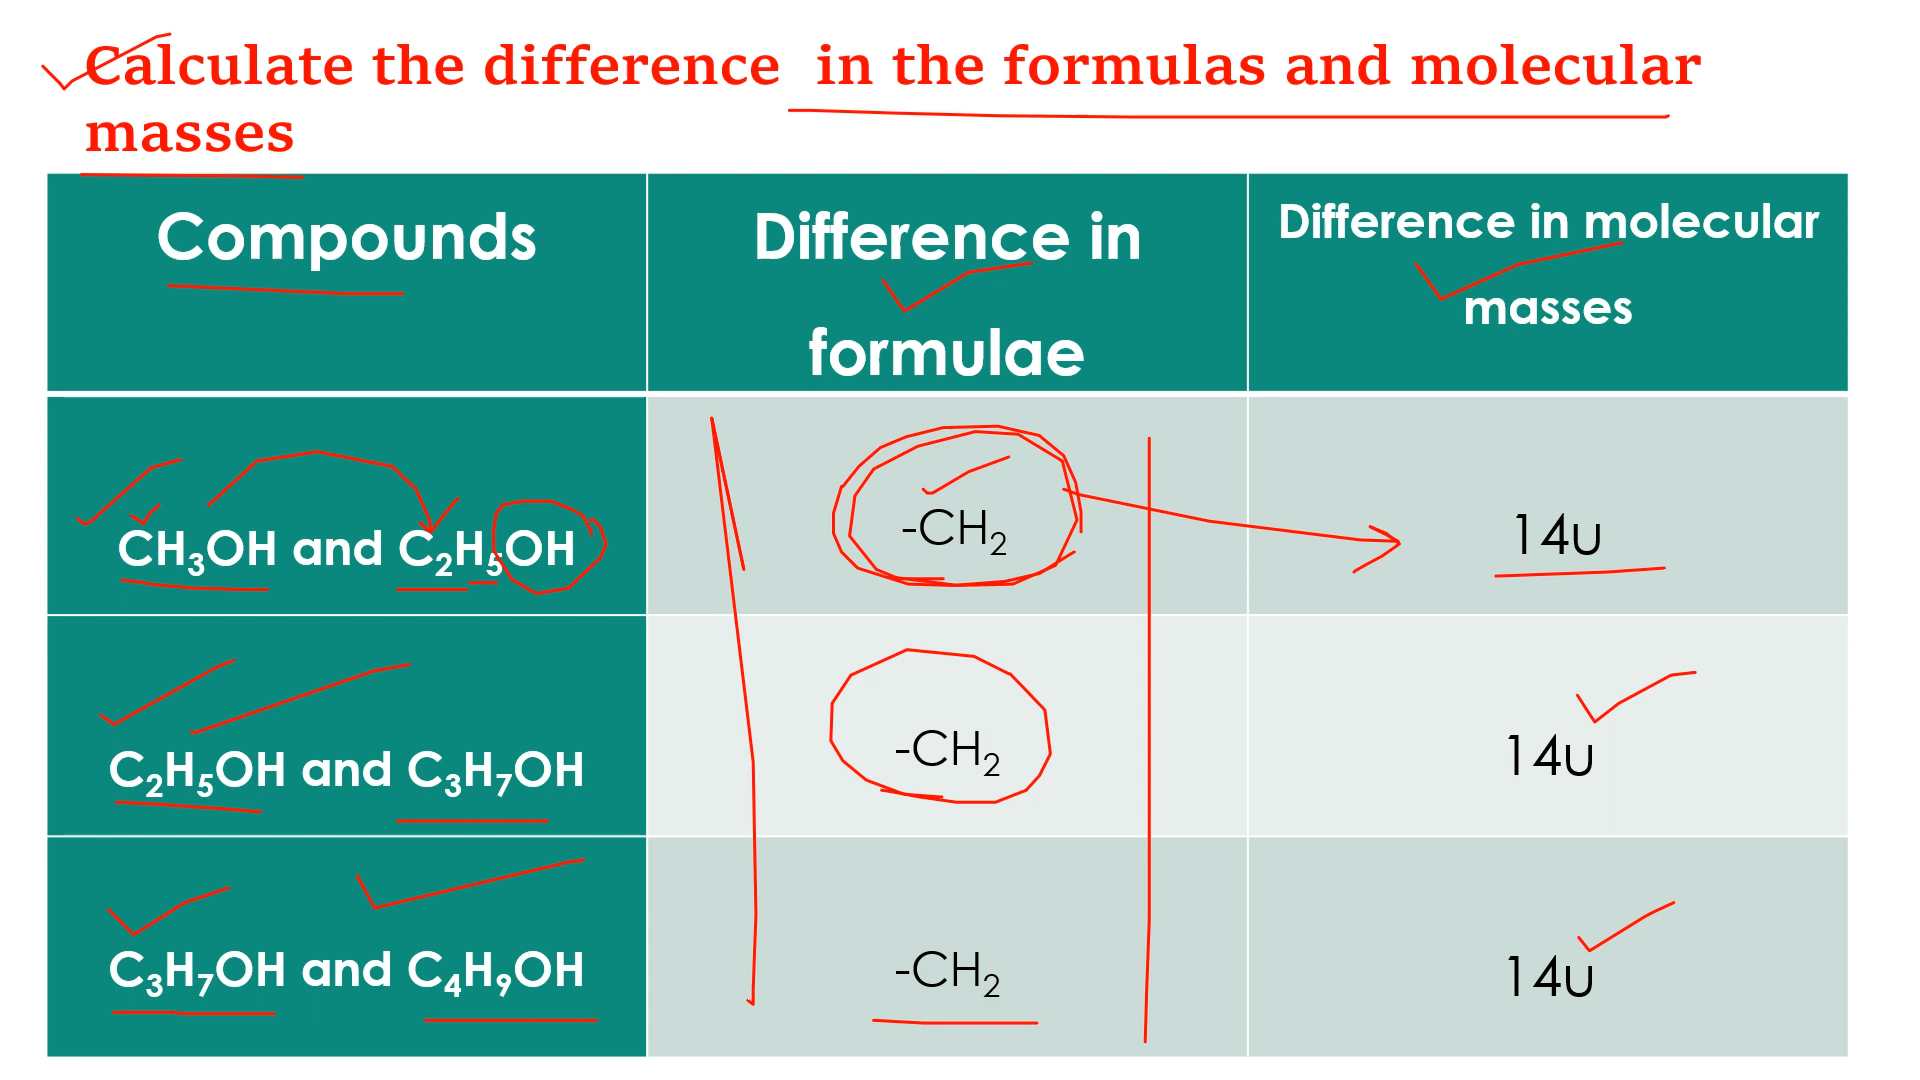 Calculate the difference in the formulas and molecular
masses
Compounds
Difference in
formulae
Difference in molecular
masses
CH₃OH and C₂H₅OH
-CH₂
14u
C₂H₅OH and C₃H₇OH
-CH₂
14u
C₃H₇OH and C₄H₉OH
-CH₂
14u